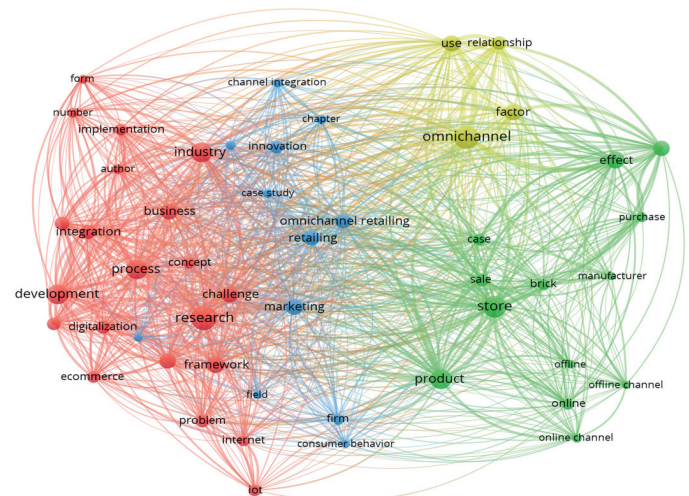 use
relationship
form
channel integration
number
factor
chapter
implementation
omnichannel
industry
innovation
effect
author
case study
business
omnichannel retailing
purchase
integration
retailing
case
concept
process
manufacturer
sale
brick
development
challenge
marketing
store
research
digitalization
framework
offline
ecommerce
product
offline channel
field
online
problem
firm
internet
consumer behavior
online channel
iot